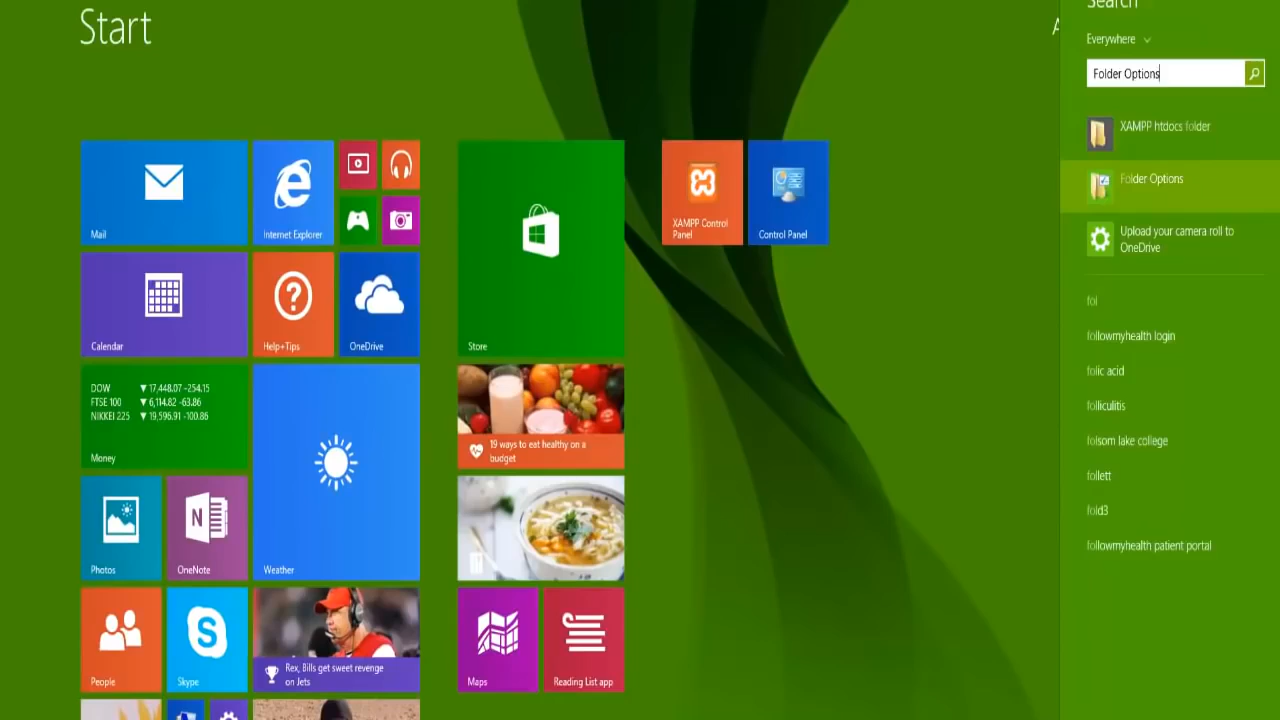 Start
A
Search
Everywhere
Folder Options
XAMPP htdocs folder
Folder Options
Upload your camera roll to
OneDrive
fol
followmyhealth login
folic acid
folliculitis
folsom lake college
follett
fold3
followmyhealth patient portal
Mail
Internet Explorer
Calendar
Help+Tips
OneDrive
DOW ▼ 17,448.07 -254.15
FTSE 100 ▼ 6,114.82 -63.86
NIKKEI 225 ▼ 19,596.91 -100.86
Money
Weather
Photos
N
OneNote
People
S
Skype
Rex, Bills get sweet revenge
on Jets
Store
19 ways to eat healthy on a
budget
Maps
Reading List app
XAMPP Control
Panel
Control Panel